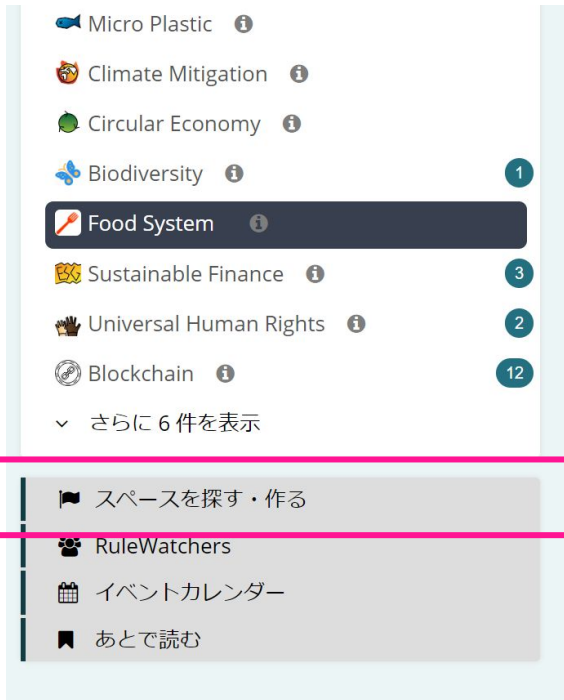 Micro Plastic
Climate Mitigation
Circular Economy
Biodiversity 1
Food System
Sustainable Finance 3
Universal Human Rights 2
Blockchain 12
さらに 6 件を表示
スペースを探す・作る
RuleWatchers
イベントカレンダー
あとで読む